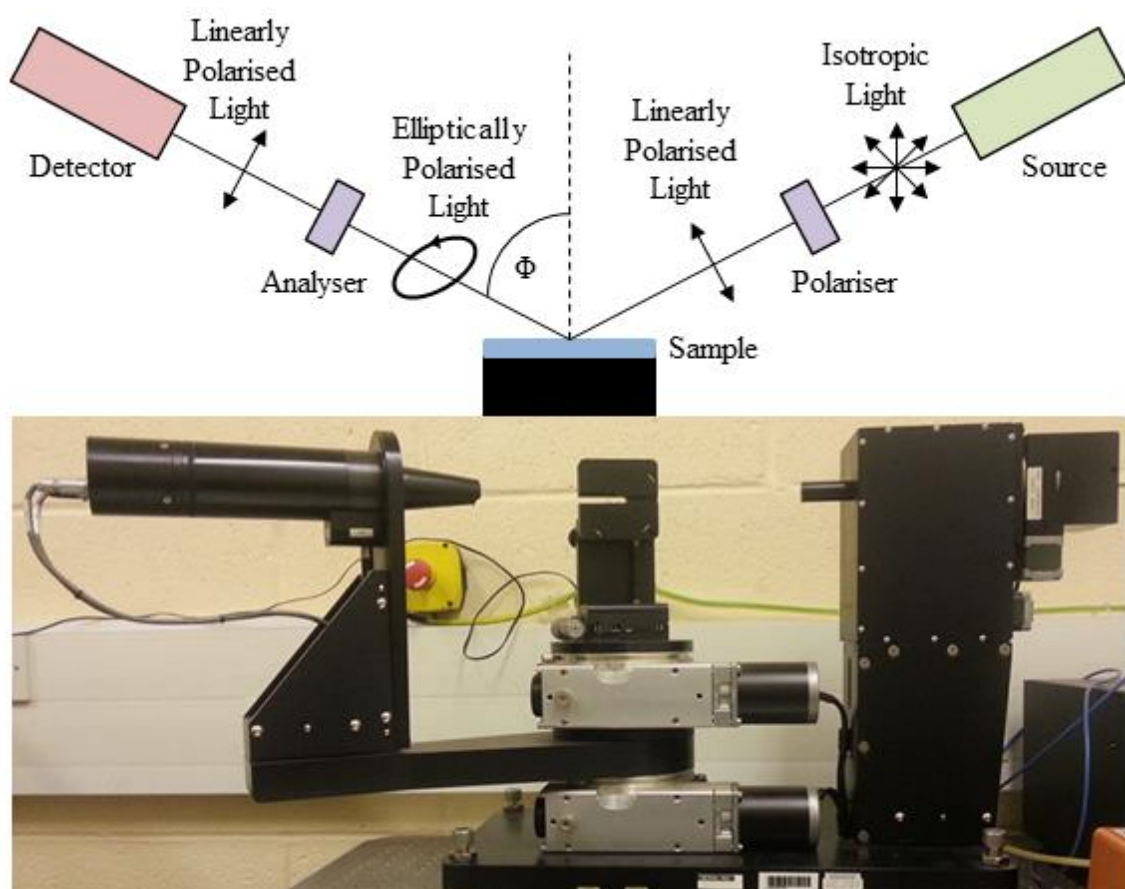 Linearly
Polarised
Light
Detector
Elliptically
Polarised
Light
Analyser
Φ
Linearly
Polarised
Light
Isotropic
Light
Source
Polariser
Sample